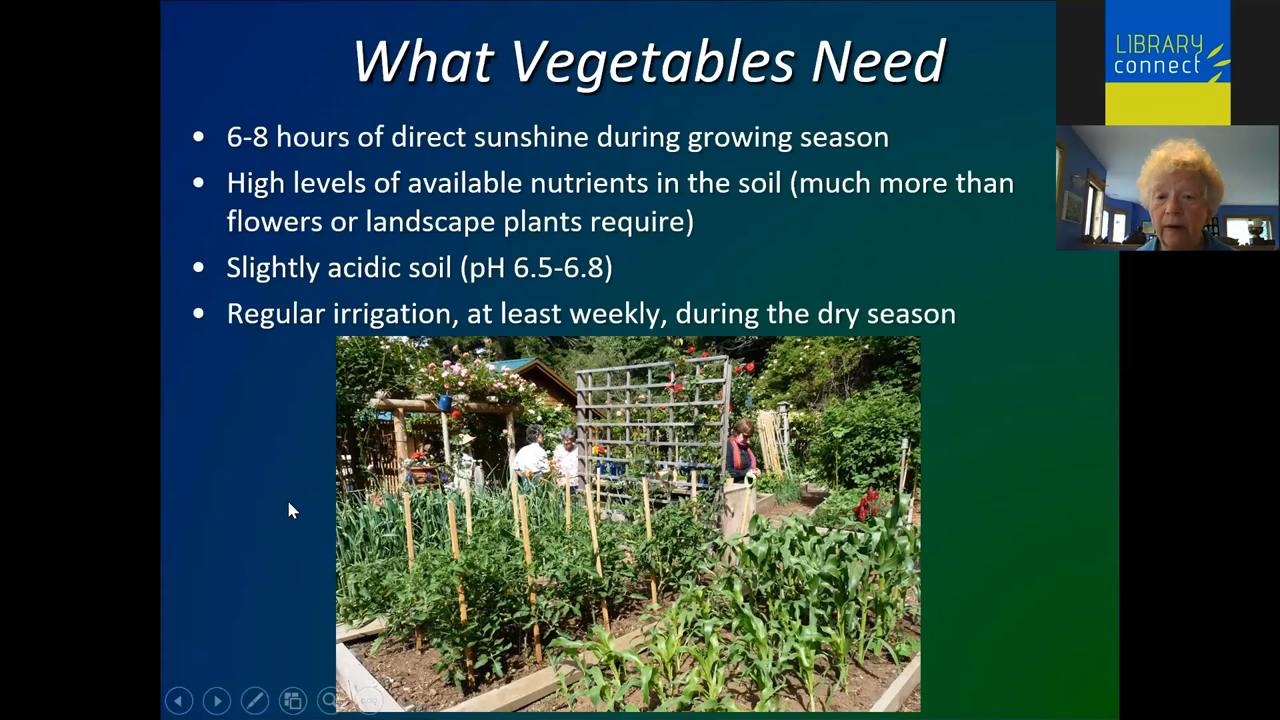 What Vegetables Need
• 6-8 hours of direct sunshine during growing season
• High levels of available nutrients in the soil (much more than
flowers or landscape plants require)
• Slightly acidic soil (pH 6.5-6.8)
• Regular irrigation, at least weekly, during the dry season
LIBRARY
connect